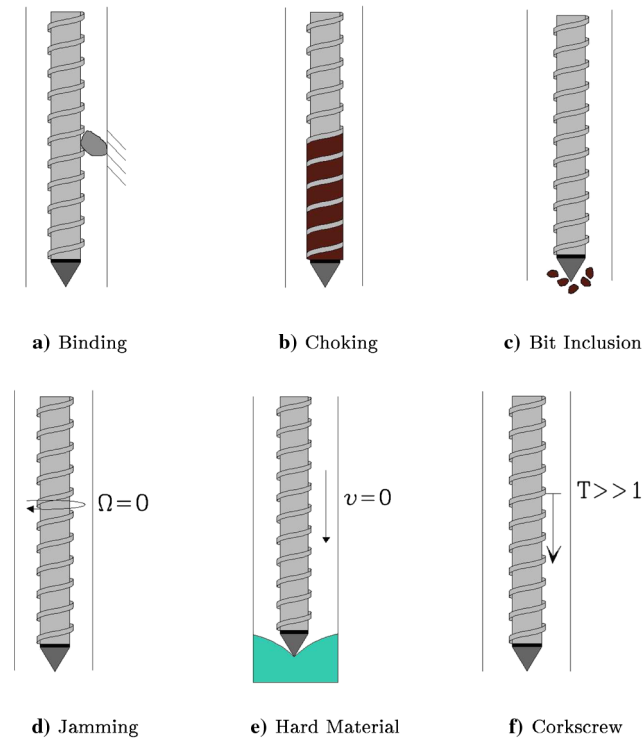 a) Binding
b) Choking
c) Bit Inclusion
Ω=0
υ=0
T>>1
d) Jamming
e) Hard Material
f) Corkscrew